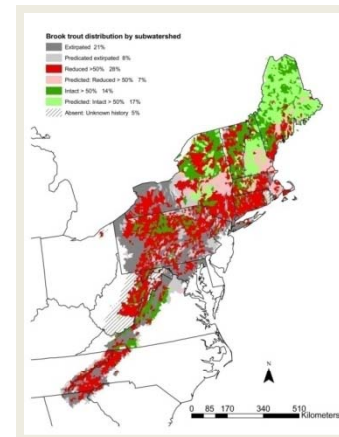 Brook trout distribution by subwatershed
Extirpated 21%
Predicated extirpated 8%
Reduced >50% 28%
Predicted: Reduced > 50% 7%
Intact > 50% 14%
Predicted: Intact > 50% 17%
Absent: Unknown history 5%
N
0 85 170 340 510
Kilometers